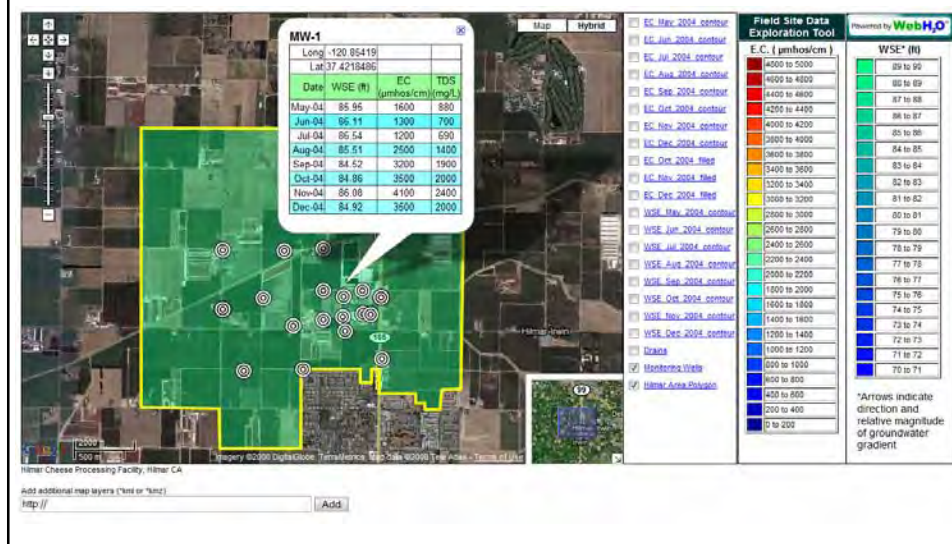 MW-1
Long -120.85419
Lat 37.4218486
Date WSE (ft) EC (µmhos/cm) TDS (mg/L)
May-04 85.95 1600 880
Jun-04 86.11 1300 700
Jul-04 86.54 1200 690
Aug-04 85.51 2500 1400
Sep-04 84.52 3200 1900
Oct-04 84.86 3500 2000
Nov-04 86.08 4100 2400
Dec-04 84.92 3500 2000
Map Hybrid
Hilmar-Irwin
165
99
500 m
Imagery ©2008 DigitalGlobe, TerraMetrics, Map data ©2008 Tele Atlas - Terms of Use
EC May 2004 contour
EC Jun 2004 contour
EC Jul 2004 contour
EC Aug 2004 contour
EC Sep 2004 contour
EC Oct 2004 contour
EC Nov 2004 contour
EC Dec 2004 contour
EC Oct 2004 filled
EC Nov 2004 filled
EC Dec 2004 filled
WSE May 2004 contour
WSE Jun 2004 contour
WSE Jul 2004 contour
WSE Aug 2004 contour
WSE Sep 2004 contour
WSE Oct 2004 contour
WSE Nov 2004 contour
WSE Dec 2004 contour
Drains
Monitoring Wells
Hilmar Area Polygon
Field Site Data
Exploration Tool
E.C. ( µmhos/cm )
4800 to 5000
4600 to 4800
4400 to 4600
4200 to 4400
4000 to 4200
3800 to 4000
3600 to 3800
3400 to 3600
3200 to 3400
3000 to 3200
2800 to 3000
2600 to 2800
2400 to 2600
2200 to 2400
2000 to 2200
1800 to 2000
1600 to 1800
1400 to 1600
1200 to 1400
1000 to 1200
800 to 1000
600 to 800
400 to 600
200 to 400
0 to 200
Powered by WebH2O
WSE* (ft)
89 to 90
88 to 89
87 to 88
86 to 87
85 to 86
84 to 85
83 to 84
82 to 83
81 to 82
80 to 81
79 to 80
78 to 79
77 to 78
76 to 77
75 to 76
74 to 75
73 to 74
72 to 73
71 to 72
70 to 71
*Arrows indicate
direction and
relative magnitude
of groundwater
gradient
Hilmar Cheese Processing Facility, Hilmar CA
Add additional map layers (*kml or *kmz)
http://
Add